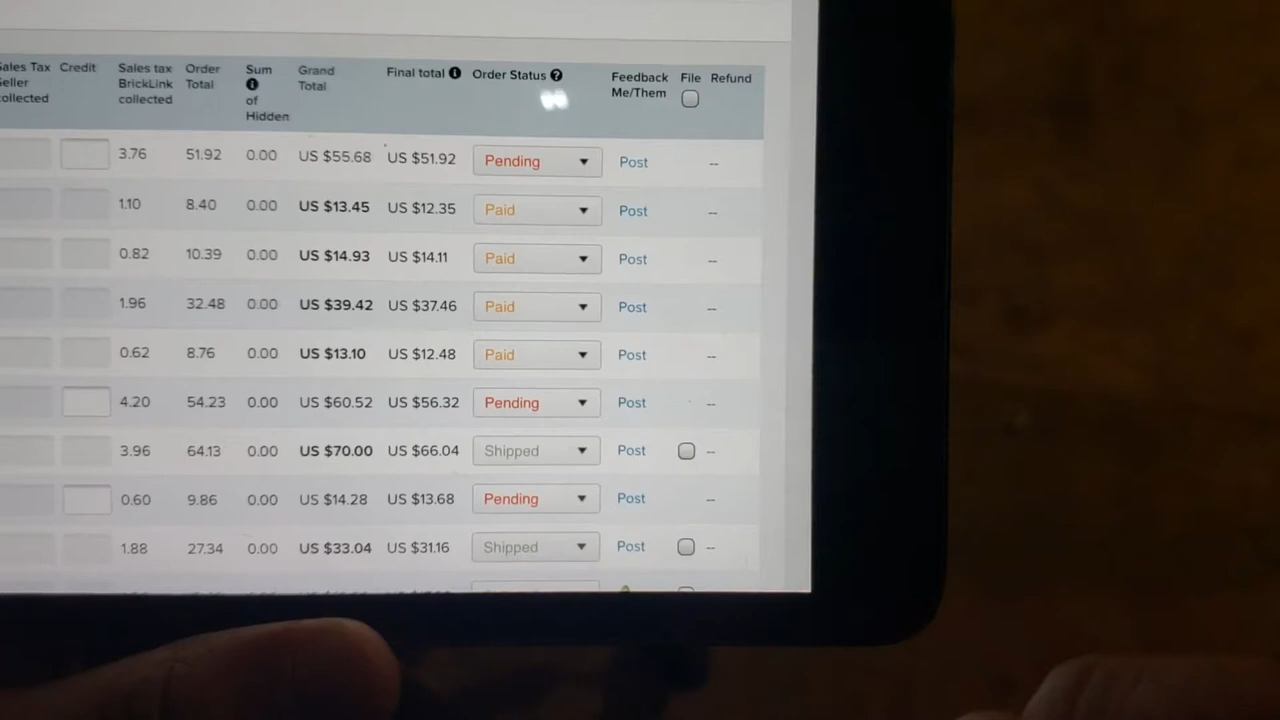 Sales Tax Credit Sales tax Order Sum Grand Final total Order Status Feedback File Refund
Seller BrickLink Total of Total Me/Them
collected collected Hidden
3.76 51.92 0.00 US $55.68 US $51.92 Pending Post --
1.10 8.40 0.00 US $13.45 US $12.35 Paid Post --
0.82 10.39 0.00 US $14.93 US $14.11 Paid Post --
1.96 32.48 0.00 US $39.42 US $37.46 Paid Post --
0.62 8.76 0.00 US $13.10 US $12.48 Paid Post --
4.20 54.23 0.00 US $60.52 US $56.32 Pending Post --
3.96 64.13 0.00 US $70.00 US $66.04 Shipped Post --
0.60 9.86 0.00 US $14.28 US $13.68 Pending Post --
1.88 27.34 0.00 US $33.04 US $31.16 Shipped Post --